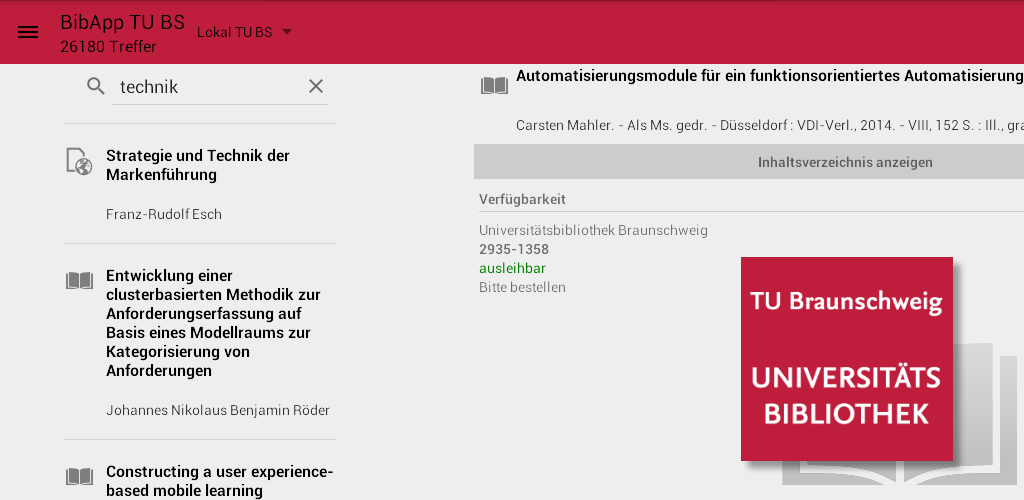 BibApp TU BS
26180 Treffer
Lokal TU BS
technik
Strategie und Technik der
Markenführung
Franz-Rudolf Esch
Entwicklung einer
clusterbasierten Methodik zur
Anforderungserfassung auf
Basis eines Modellraums zur
Kategorisierung von
Anforderungen
Johannes Nikolaus Benjamin Röder
Constructing a user experience-
based mobile learning
Automatisierungsmodule für ein funktionsorientiertes Automatisierung
Carsten Mahler. - Als Ms. gedr. - Düsseldorf : VDI-Verl., 2014. - VIII, 152 S. : Ill., gra
Inhaltsverzeichnis anzeigen
Verfügbarkeit
Universitätsbibliothek Braunschweig
2935-1358
ausleihbar
Bitte bestellen
TU Braunschweig
UNIVERSITÄTS
BIBLIOTHEK